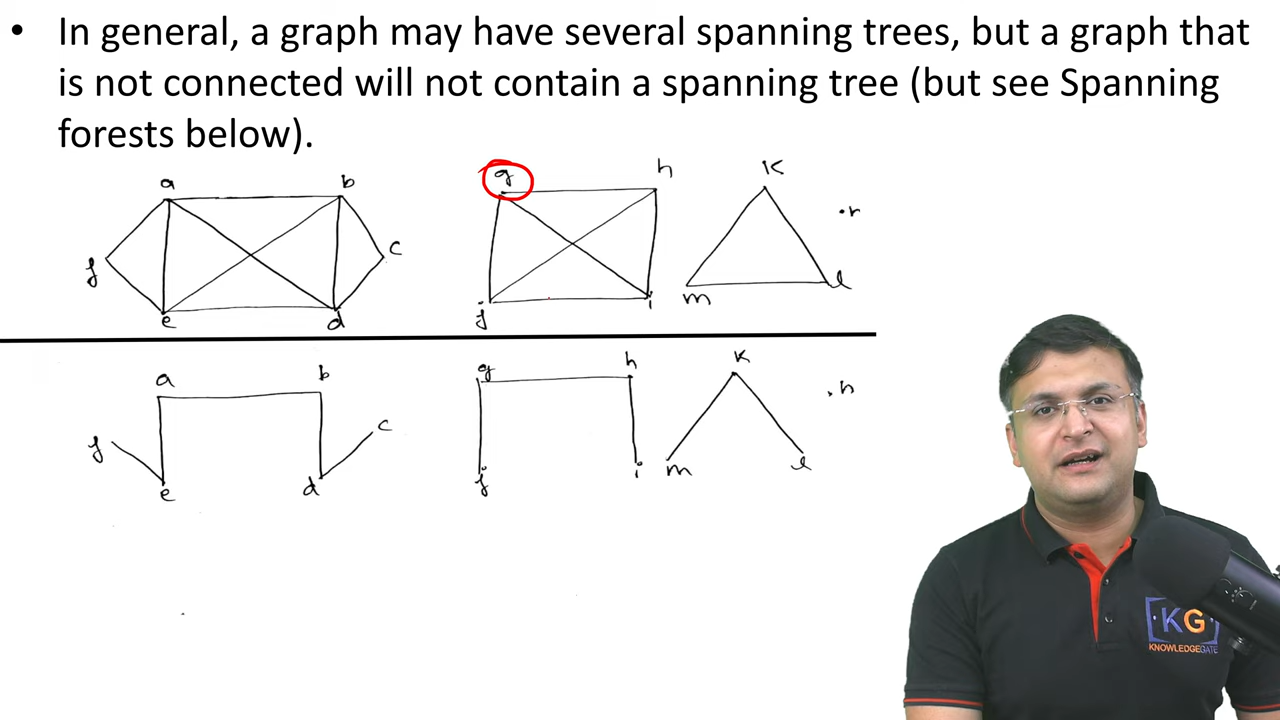 • In general, a graph may have several spanning trees, but a graph that
is not connected will not contain a spanning tree (but see Spanning
forests below).
a b
f c
e d
g h
j i
K
m l
a b
f c
e d
g h
j i
K
m l
.n
KG
KNOWLEDGEGATE